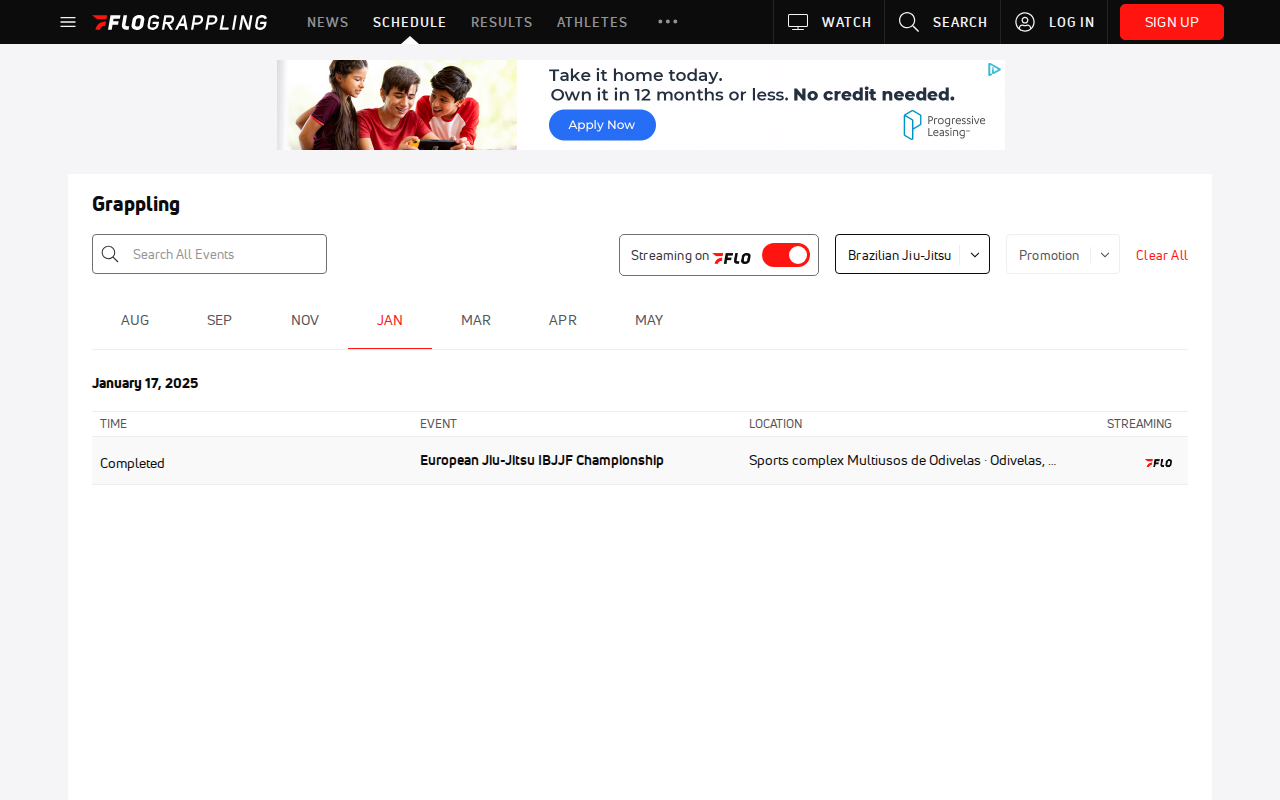 FLOGRAPPLING NEWS SCHEDULE RESULTS ATHLETES WATCH SEARCH LOG IN SIGN UP
Take it home today.
Own it in 12 months or less. No credit needed.
Apply Now
Progressive
Leasing
Grappling
Search All Events
Streaming on FLO
Brazilian Jiu-Jitsu
Promotion
Clear All
AUG SEP NOV JAN MAR APR MAY
January 17, 2025
TIME EVENT LOCATION STREAMING
Completed European Jiu-Jitsu IBJJF Championship Sports complex Multiusos de Odivelas · Odivelas, ... FLO